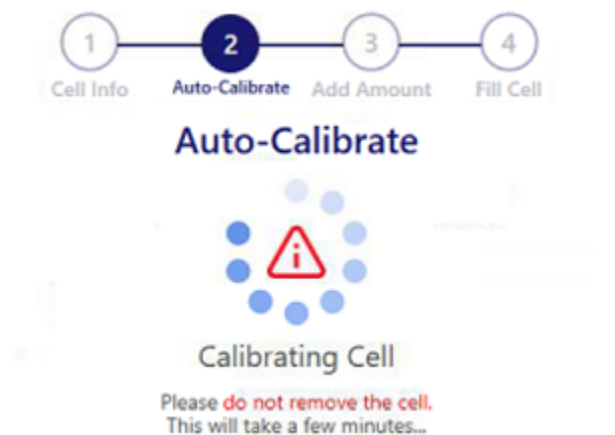 1 2 3 4
Cell Info Auto-Calibrate Add Amount Fill Cell
Auto-Calibrate
Calibrating Cell
Please do not remove the cell.
This will take a few minutes...